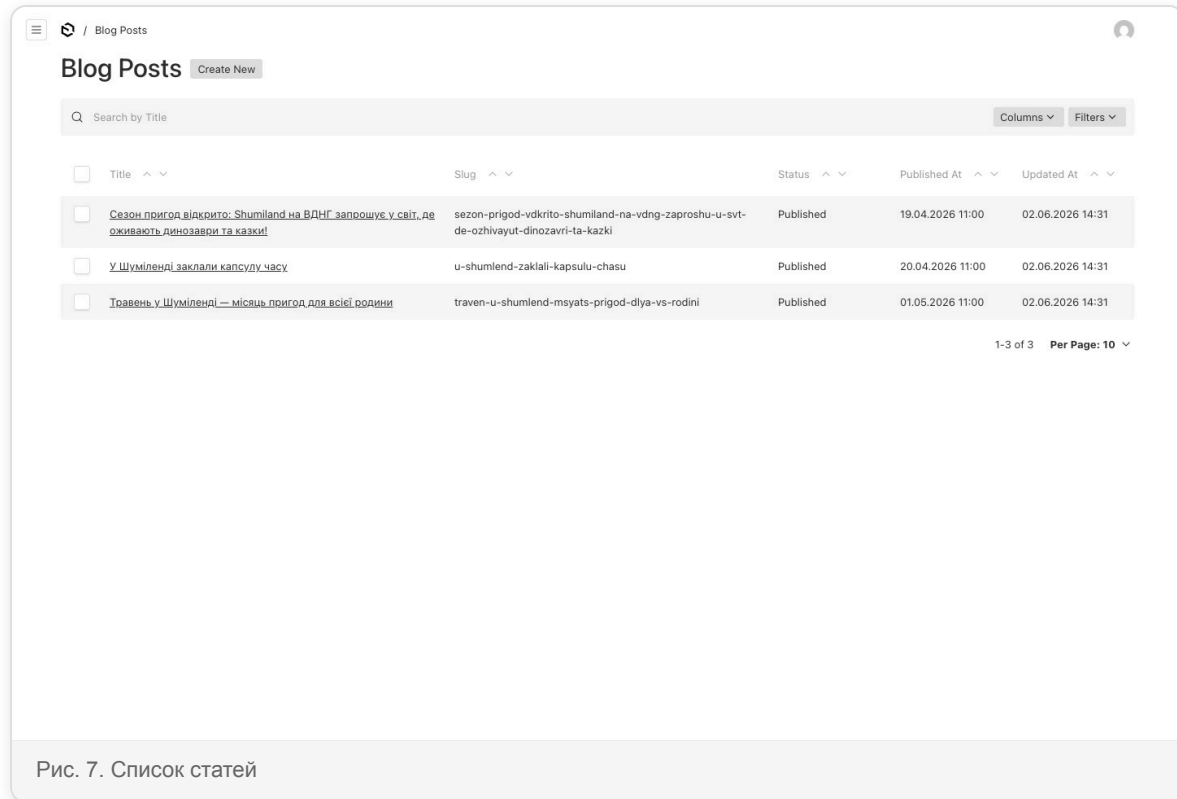 / Blog Posts
Blog Posts Create New
Search by Title Columns Filters
Title Slug Status Published At Updated At
Сезон пригод відкрито: Shumiland на ВДНГ запрошує у світ, де sezon-prigod-vdkrito-shumiland-na-vdng-zaproshu-u-svt- Published 19.04.2026 11:00 02.06.2026 14:31
оживають динозаври та казки! de-ozhivayut-dinozavri-ta-kazki
У Шуміленді заклали капсулу часу u-shumlend-zaklali-kapsulu-chasu Published 20.04.2026 11:00 02.06.2026 14:31
Травень у Шуміленді — місяць пригод для всієї родини traven-u-shumlend-msyats-prigod-dlya-vs-rodini Published 01.05.2026 11:00 02.06.2026 14:31
1-3 of 3 Per Page: 10
Рис. 7. Список статей